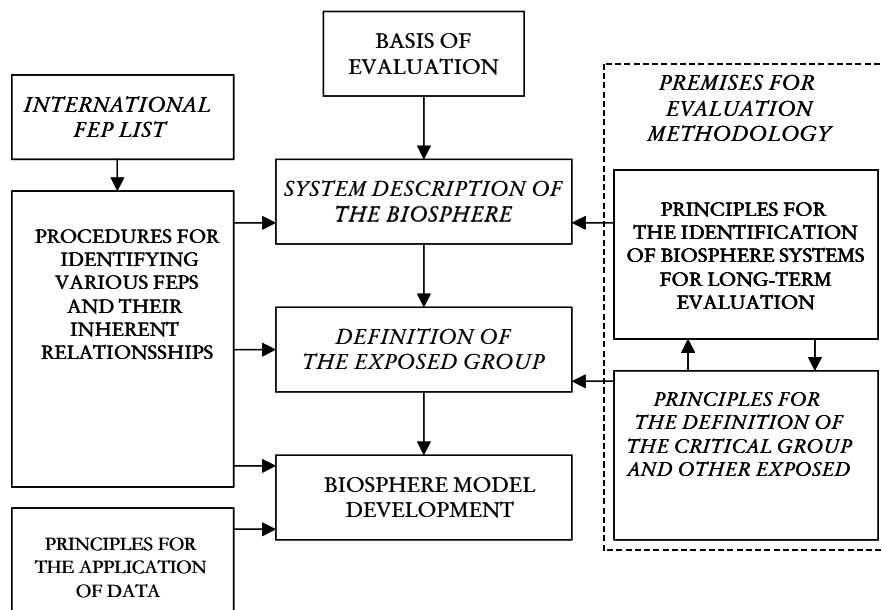 BASIS OF
EVALUATION
INTERNATIONAL
FEP LIST
PREMISES FOR
EVALUATION
METHODOLOGY
SYSTEM DESCRIPTION OF
THE BIOSPHERE
PROCEDURES FOR
IDENTIFYING
VARIOUS FEPS
AND THEIR
INHERENT
RELATIONSSHIPS
PRINCIPLES FOR
THE IDENTIFICATION
OF BIOSPHERE SYSTEMS
FOR LONG-TERM
EVALUATION
DEFINITION OF
THE EXPOSED GROUP
PRINCIPLES FOR
THE DEFINITION OF
THE CRITICAL GROUP
AND OTHER EXPOSED
BIOSPHERE MODEL
DEVELOPMENT
PRINCIPLES FOR
THE APPLICATION
OF DATA